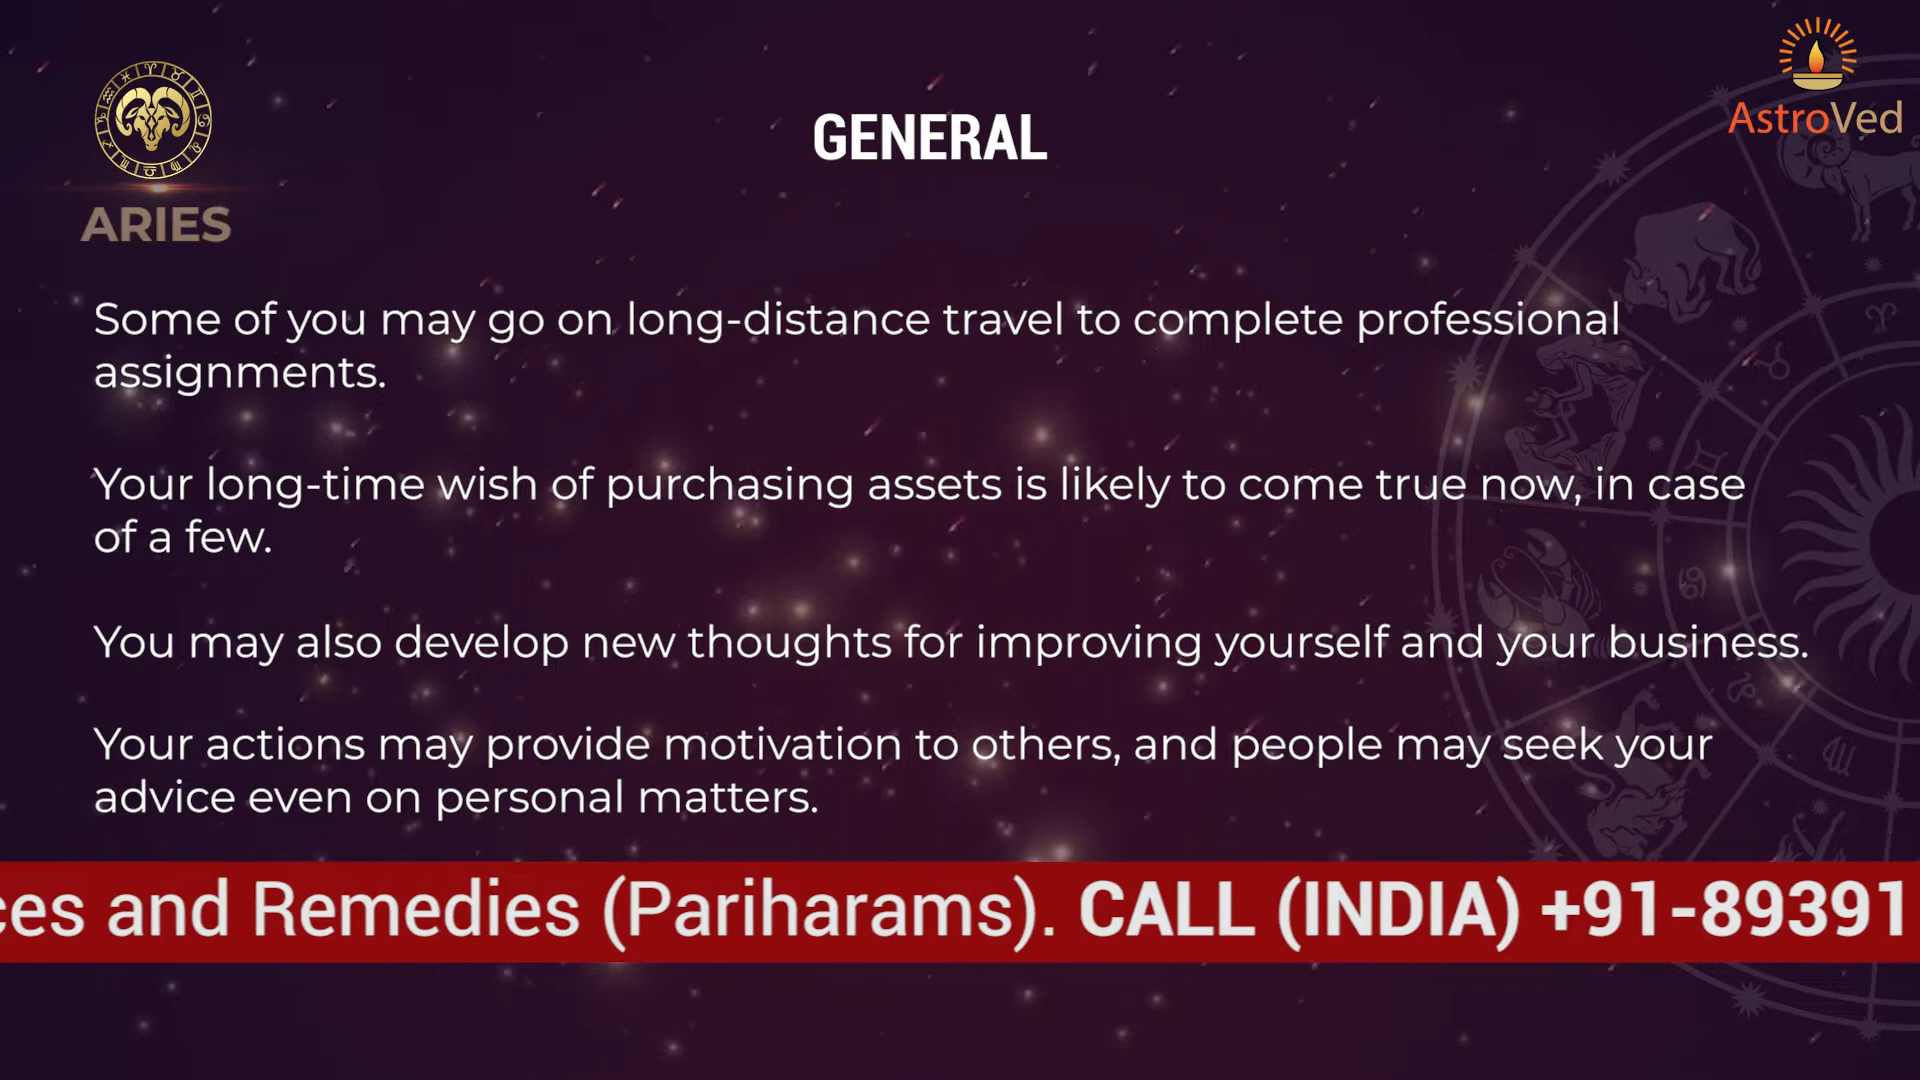 AstroVed
GENERAL
ARIES
Some of you may go on long-distance travel to complete professional
assignments.
Your long-time wish of purchasing assets is likely to come true now, in case
of a few.
You may also develop new thoughts for improving yourself and your business.
Your actions may provide motivation to others, and people may seek your
advice even on personal matters.
and Remedies (Pariharams). CALL (INDIA) +91-89391